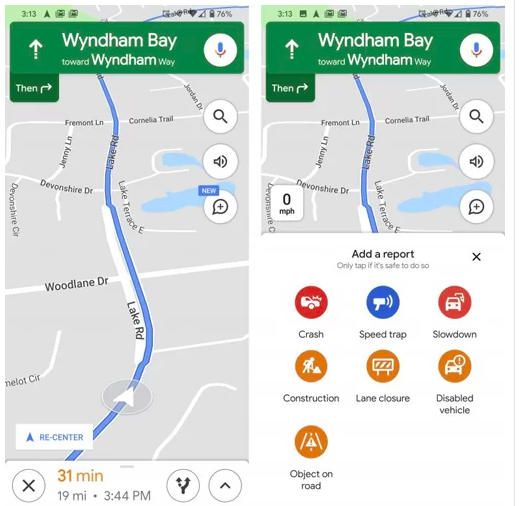 3:13
76%
Wyndham Bay
toward Wyndham Way
Then
Jordan Dr
Fremont Ln
Cornelia Trail
Jenny Ln
Lake Rd
Devonshire Dr
Lake Terrace E
NEW
Devonshire Cir
Woodlane Dr
Lake Rd
melot Cir
RE-CENTER
31 min
19 mi • 3:44 PM
3:13
76%
Wyndham Bay
toward Wyndham Way
Then
Jordan Dr
Fremont Ln
Cornelia Trail
Jenny Ln
Lake Rd
Devonshire Dr
Lake Terrace E
0
mph
Add a report
Only tap if it's safe to do so
Crash
Speed trap
Slowdown
Construction
Lane closure
Disabled
vehicle
Object on
road